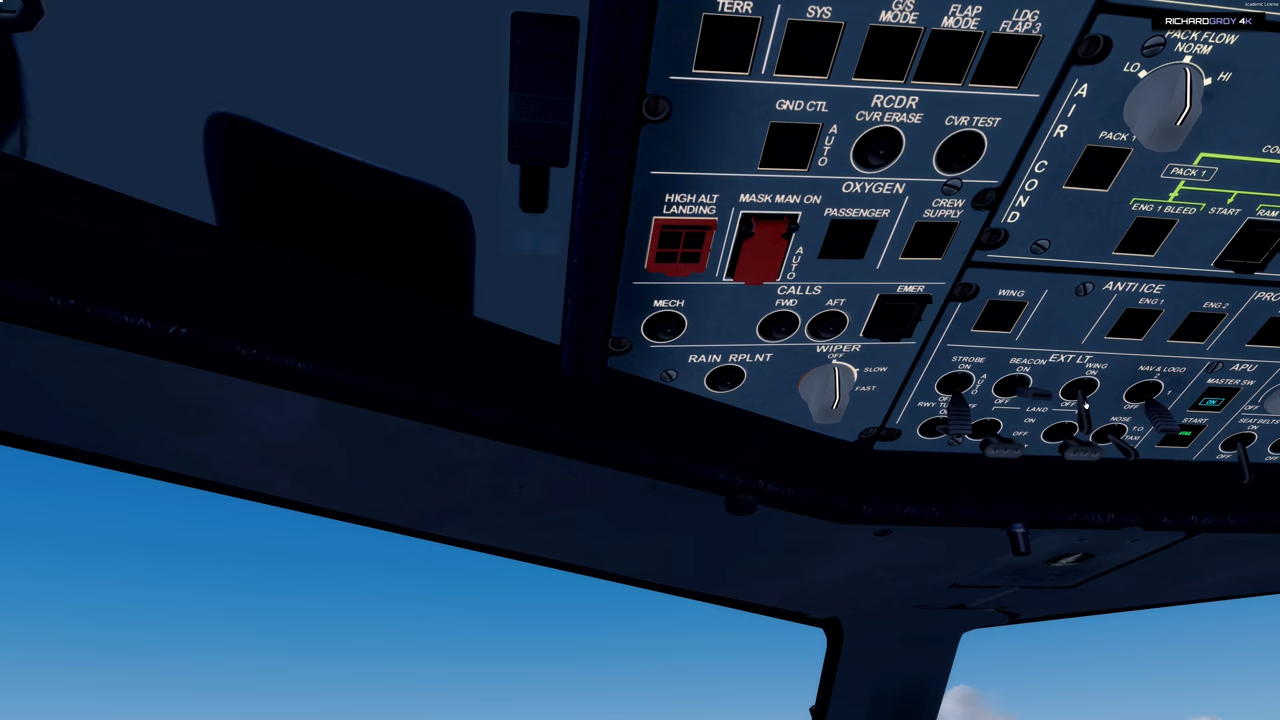 Academic License
RICHARDGROY 4K
TERR
SYS
G/S MODE
FLAP MODE
LDG FLAP 3
PACK FLOW
NORM
LO
HI
AIR COND
GND CTL
AUTO
RCDR
CVR ERASE
CVR TEST
PACK 1
PACK 1
ENG 1 BLEED
START
OXYGEN
HIGH ALT LANDING
MASK MAN ON
AUTO
PASSENGER
CREW SUPPLY
CALLS
MECH
FWD
AFT
EMER
ANTI ICE
WING
ENG 1
ENG 2
RAIN RPLNT
WIPER
OFF
SLOW
FAST
EXT LT
STROBE
ON
AUTO
BEACON
ON
OFF
WING
ON
OFF
NAV & LOGO
2
1
OFF
APU
MASTER SW
ON
START
LAND
ON
OFF
NOSE
T.O.
TAXI
SEAT BELTS
ON
OFF